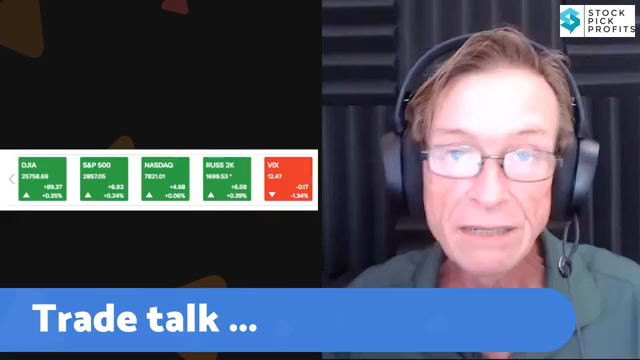 STOCK
PICK
PROFITS
DJIA
25758.69
+89.37
+0.35%
S&P 500
2857.05
+6.92
+0.24%
NASDAQ
7821.01
+4.68
+0.06%
RUSS 2K
1699.53 *
+6.58
+0.39%
VIX
12.47
-0.17
-1.34%
Trade talk ...